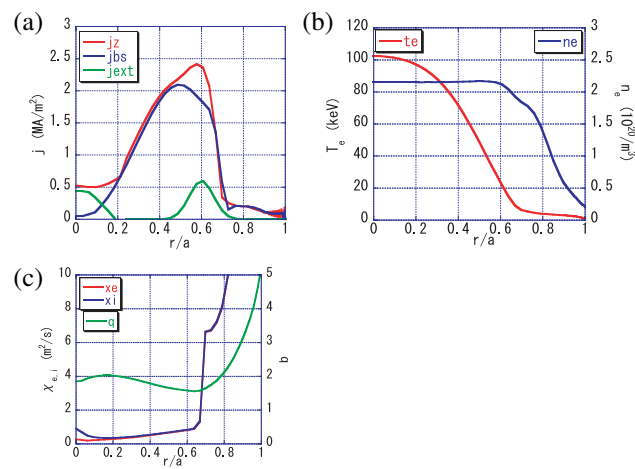 (a)
jz
jbs
jext
3
2.5
2
1.5
1
0.5
0
j (MA/m²)
0 0.2 0.4 0.6 0.8 1
r/a
(b)
te
ne
120
100
80
60
40
20
0
T_e (keV)
3
2.5
2
1.5
1
0.5
0
n_e (10²⁰/m³)
0 0.2 0.4 0.6 0.8 1
r/a
(c)
xe
xi
q
10
8
6
4
2
0
χ_e,i (m²/s)
5
4
3
2
1
0
q
0 0.2 0.4 0.6 0.8 1
r/a